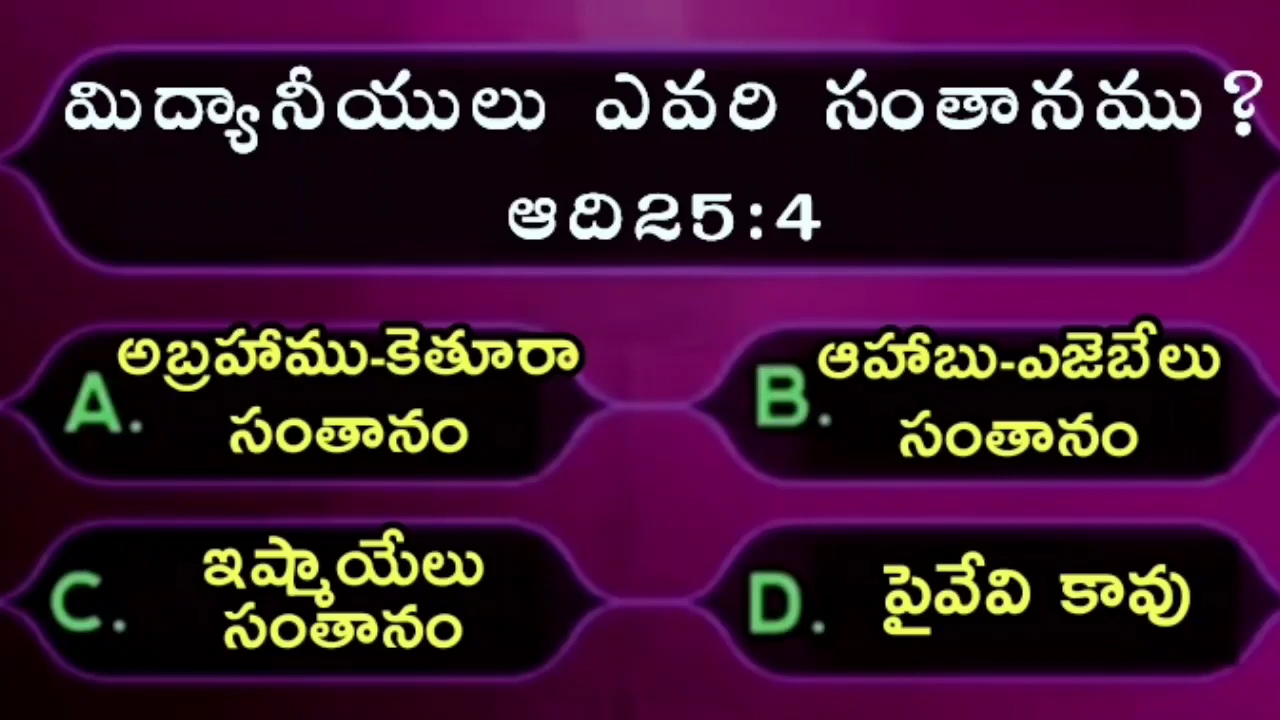 మిద్యానీయులు ఎవరి సంతానము?
ఆది25:4
A. అబ్రహాము-కెతూరా
సంతానం
B. ఆహాబు-ఎజెబేలు
సంతానం
C. ఇష్మాయేలు
సంతానం
D. పైవేవి కావు